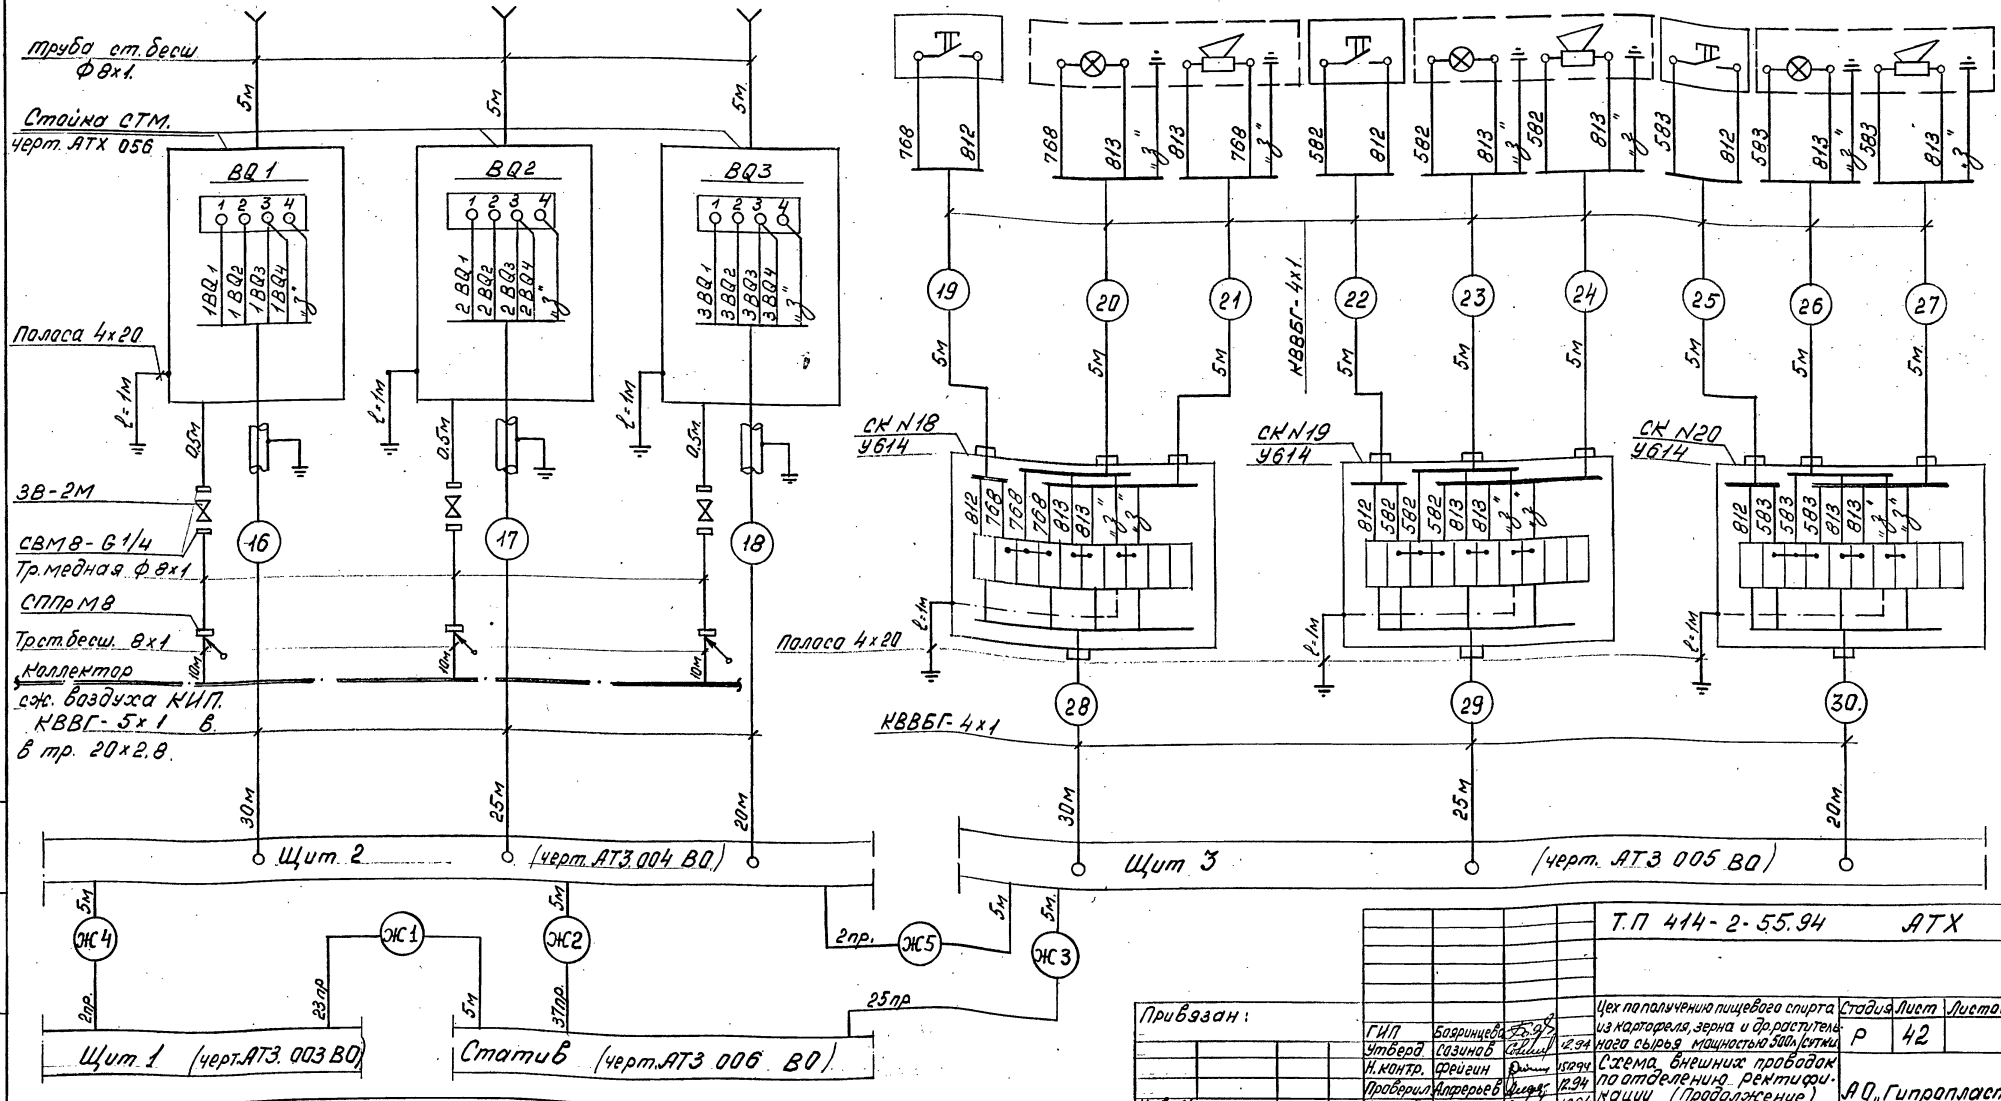 труба ст. бесш
ф 8х1.
5м
5м
5м
Стойка СТМ.
черт. АТХ 056
BQ1
1 2 3 4
1BQ1
1BQ2
1BQ3
1BQ4
„З"
BQ2
1 2 3 4
2BQ1
2BQ2
2BQ3
2BQ4
„З"
BQ3
1 2 3 4
3BQ1
3BQ2
3BQ3
3BQ4
„З"
Полоса 4х20
ℓ=1м
ℓ=1м
ℓ=1м
0,5м
0,5м
0,5м
ЗВ-2М
СВМ8-G1/4
Тр. медная ф 8х1
СППрМ8
Тр.ст.бесш. 8х1
10м
10м
10м
Коллектор
сж. воздуха КИП.
КВВГ-5х1 в
в тр. 20х2.8.
16
17
18
30м
25м
20м
Щит 2 (черт. АТЗ.004 ВО)
768 812
768 813 „З"
813 768 „З"
582 812
582 813 „З"
582 813 „З"
583 812
583 813 „З"
583 813 „З"
19
20
21
22
23
24
25
26
27
КВВБГ-4х1.
5м
5м
5м
5м
5м
5м
5м
5м
5м.
СК N18
У614
СК N19
У614
СК N20
У614
812 768 768 768 813 813 „З" „З"
812 582 582 582 813 813 „З" „З"
812 583 583 583 813 813 „З" „З"
ℓ=1м
ℓ=1м
ℓ=1м
Полоса 4х20
28
29
30.
КВВБГ-4х1
30м
25м
20м
Щит 3 (черт. АТЗ 005 ВО)
5м
Ж4
2пр.
Ж1
23пр
5м
5м
Ж2
37пр.
2пр.
Ж5
5м
5м.
Ж3
25пр
Щит 1 (черт.АТЗ.003 ВО)
Статив (черт.АТЗ 006 ВО)
Т.П 414-2-55.94 АТХ
Привязан:
ГИП Бояринцева
Утверд. Созинов 12.94
Н.контр. Фейгин 12.94
Проверил Алферьев 12.94
Цех по получению пищевого спирта
из картофеля, зерна и др. раститель-
ного сырья мощностью 500л/сутки
Стадия Лист Листов
Р 42
Схема внешних проводок
по отделению ректифи-
кации (Продолжение)
АО „Гипропласт